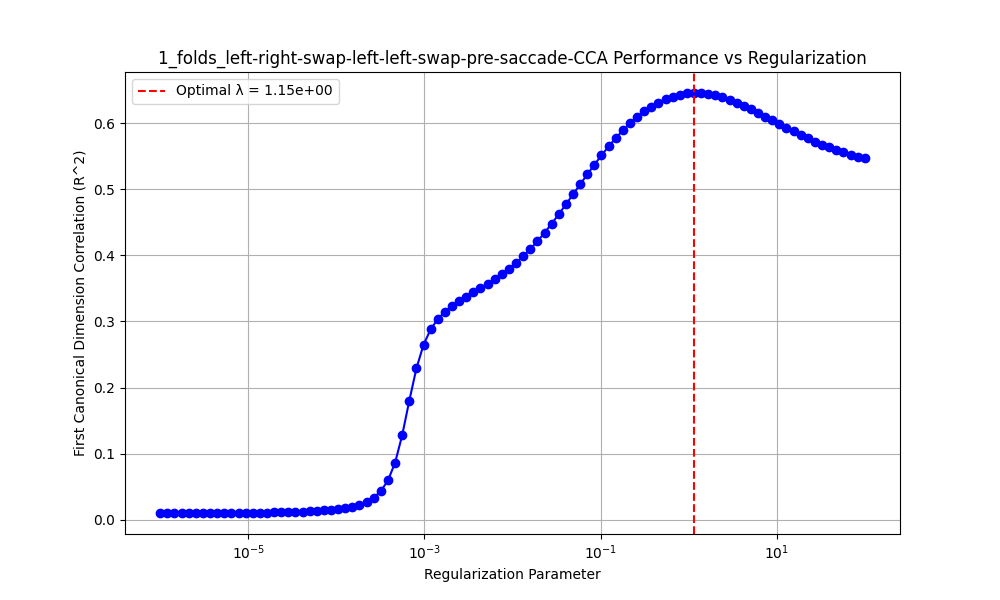 1_folds_left-right-swap-left-left-swap-pre-saccade-CCA Performance vs Regularization
Optimal λ = 1.15e+00
First Canonical Dimension Correlation (R^2)
0.6
0.5
0.4
0.3
0.2
0.1
0.0
10⁻⁵
10⁻³
10⁻¹
10¹
Regularization Parameter